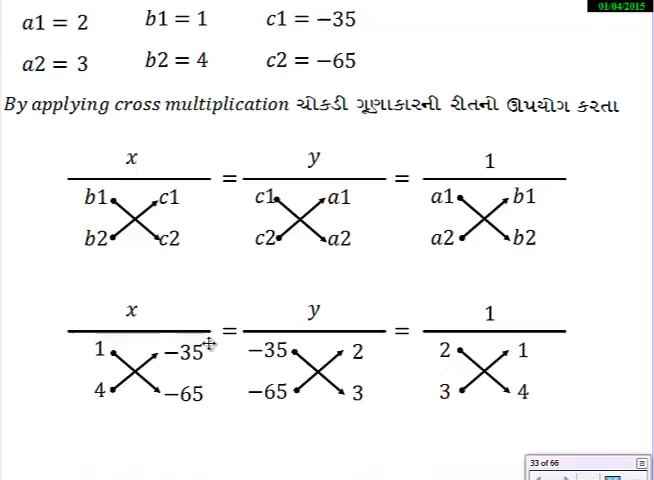 01/04/2015
a1 = 2 b1 = 1 c1 = −35
a2 = 3 b2 = 4 c2 = −65
By applying cross multiplication ચોકડી ગૂણાકારની રીતનો ઊપયોગ કરતા
x y 1
= =
b1 c1 c1 a1 a1 b1
b2 c2 c2 a2 a2 b2
x y 1
= =
1 −35 −35 2 2 1
4 −65 −65 3 3 4
33 of 66